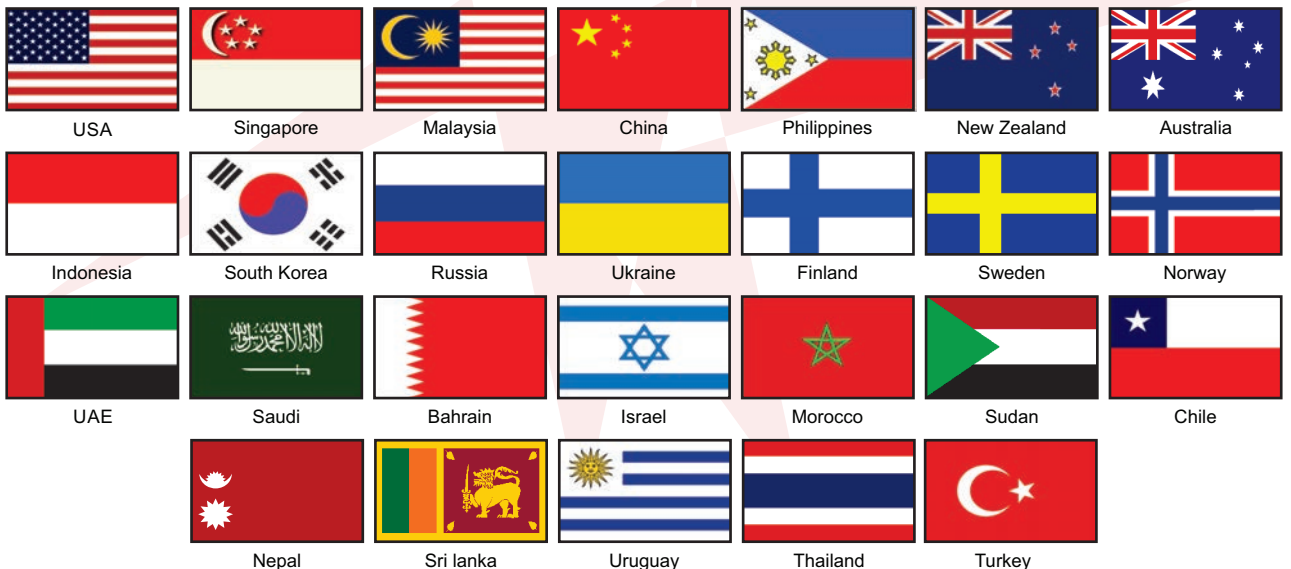 USA Singapore Malaysia China Philippines New Zealand Australia
Indonesia South Korea Russia Ukraine Finland Sweden Norway
UAE Saudi Bahrain Israel Morocco Sudan Chile
Nepal Sri lanka Uruguay Thailand Turkey